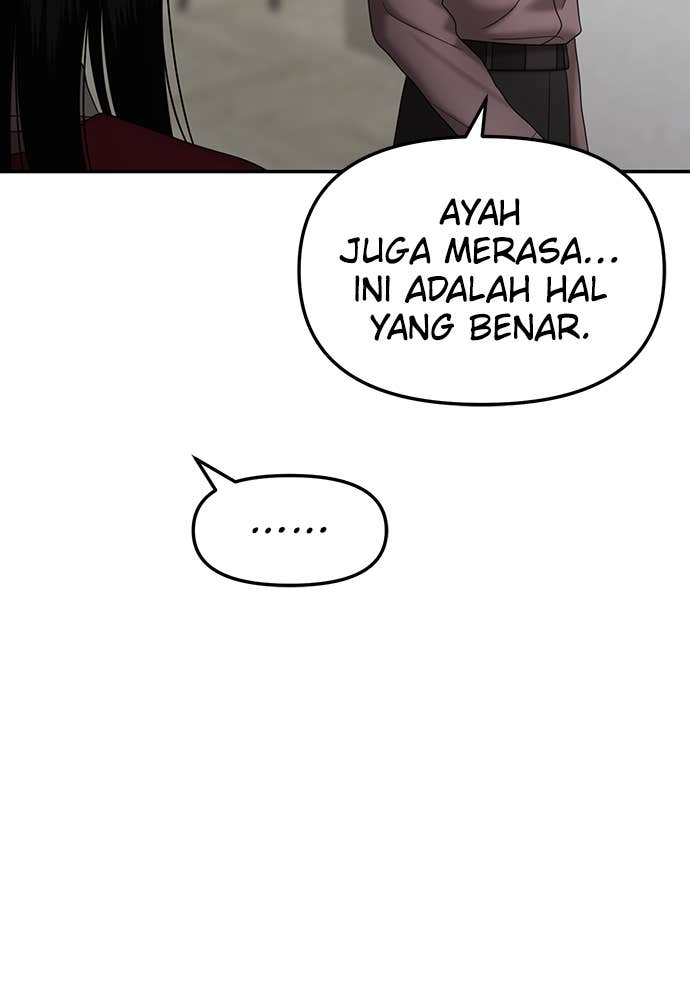 AYAH
JUGA MERASA...
INI ADALAH HAL
YANG BENAR.
......